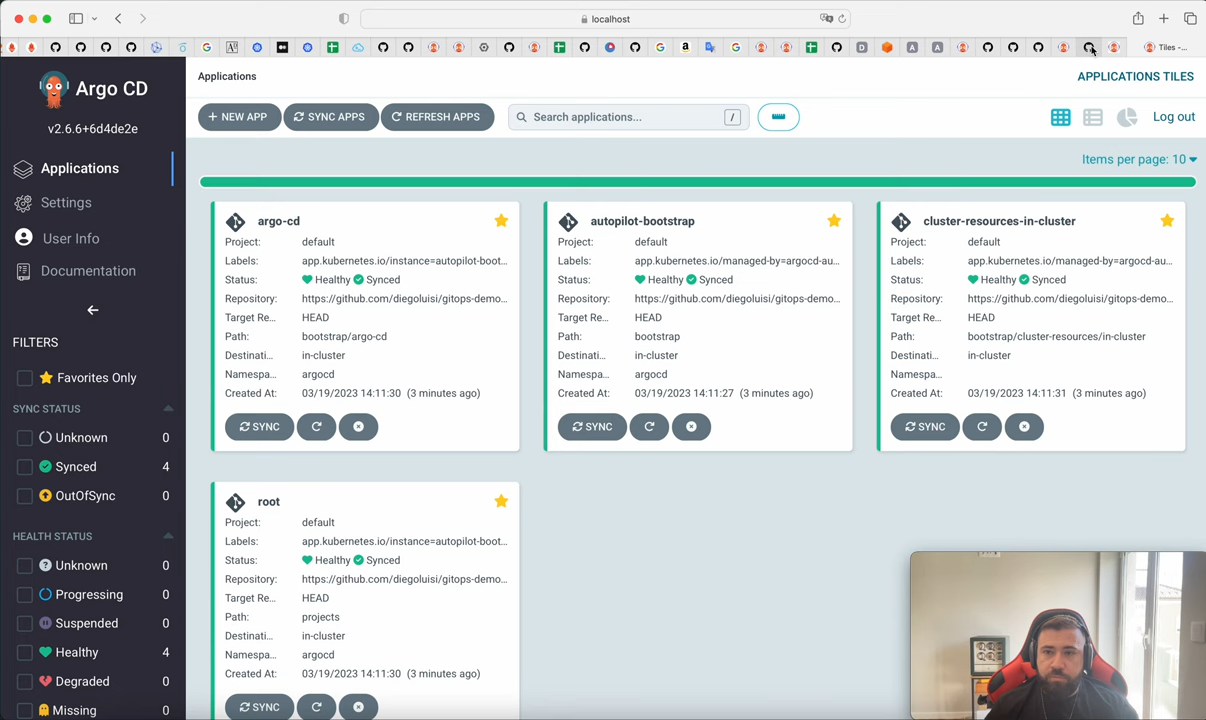 localhost
Tiles -...
Argo CD
v2.6.6+6d4de2e
Applications
Settings
User Info
Documentation
FILTERS
Favorites Only
SYNC STATUS
Unknown 0
Synced 4
OutOfSync 0
HEALTH STATUS
Unknown 0
Progressing 0
Suspended 0
Healthy 4
Degraded 0
Missing 0
Applications
APPLICATIONS TILES
+ NEW APP
SYNC APPS
REFRESH APPS
Search applications...
/
Log out
Items per page: 10
argo-cd
Project: default
Labels: app.kubernetes.io/instance=autopilot-boot...
Status: Healthy Synced
Repository: https://github.com/diegoluisi/gitops-demo...
Target Re... HEAD
Path: bootstrap/argo-cd
Destinati... in-cluster
Namespa... argocd
Created At: 03/19/2023 14:11:30 (3 minutes ago)
SYNC
autopilot-bootstrap
Project: default
Labels: app.kubernetes.io/managed-by=argocd-au...
Status: Healthy Synced
Repository: https://github.com/diegoluisi/gitops-demo...
Target Re... HEAD
Path: bootstrap
Destinati... in-cluster
Namespa... argocd
Created At: 03/19/2023 14:11:27 (3 minutes ago)
SYNC
cluster-resources-in-cluster
Project: default
Labels: app.kubernetes.io/managed-by=argocd-au...
Status: Healthy Synced
Repository: https://github.com/diegoluisi/gitops-demo...
Target Re... HEAD
Path: bootstrap/cluster-resources/in-cluster
Destinati... in-cluster
Namespa...
Created At: 03/19/2023 14:11:31 (3 minutes ago)
SYNC
root
Project: default
Labels: app.kubernetes.io/instance=autopilot-boot...
Status: Healthy Synced
Repository: https://github.com/diegoluisi/gitops-demo...
Target Re... HEAD
Path: projects
Destinati... in-cluster
Namespa... argocd
Created At: 03/19/2023 14:11:30 (3 minutes ago)
SYNC